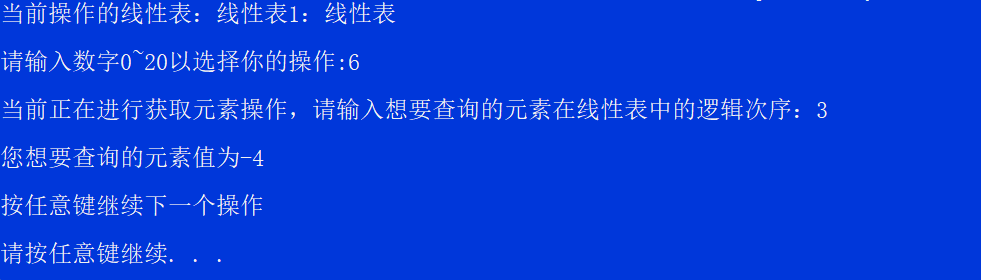 当前操作的线性表：线性表1：线性表
请输入数字0~20以选择你的操作:6
当前正在进行获取元素操作，请输入想要查询的元素在线性表中的逻辑次序：3
您想要查询的元素值为-4
按任意键继续下一个操作
请按任意键继续. . .